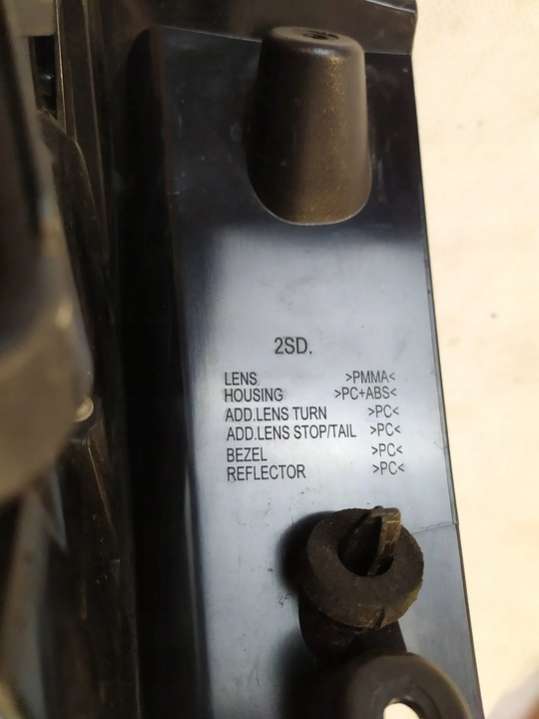 2SD.
LENS >PMMA<
HOUSING >PC+ABS<
ADD.LENS TURN >PC<
ADD.LENS STOP/TAIL >PC<
BEZEL >PC<
REFLECTOR >PC<